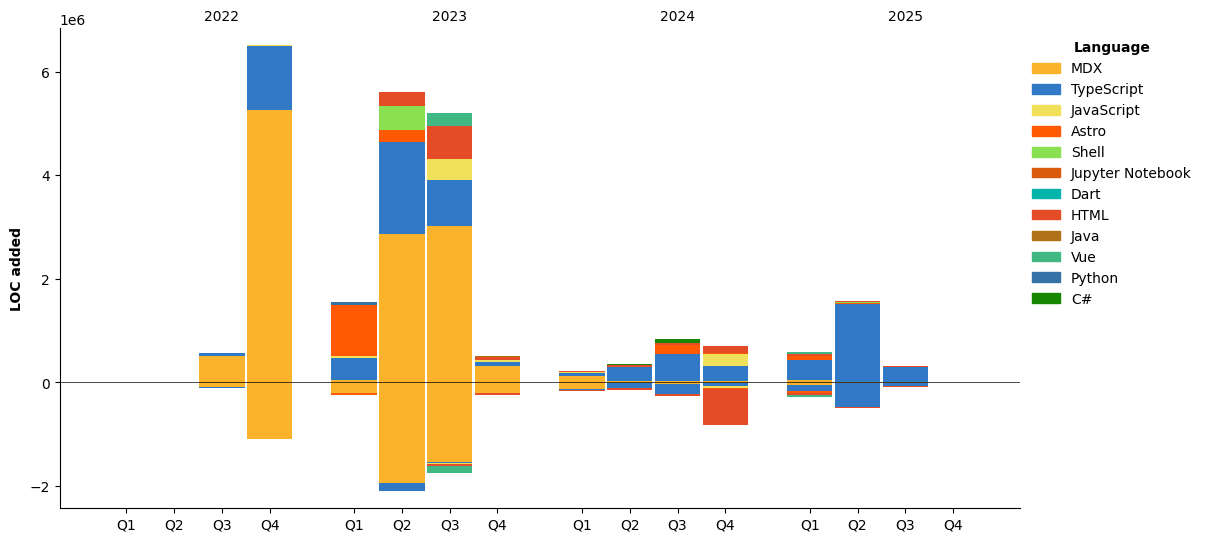 1e6
2022 2023 2024 2025
LOC added
6
4
2
0
−2
Q1 Q2 Q3 Q4 Q1 Q2 Q3 Q4 Q1 Q2 Q3 Q4 Q1 Q2 Q3 Q4
Language
MDX
TypeScript
JavaScript
Astro
Shell
Jupyter Notebook
Dart
HTML
Java
Vue
Python
C#